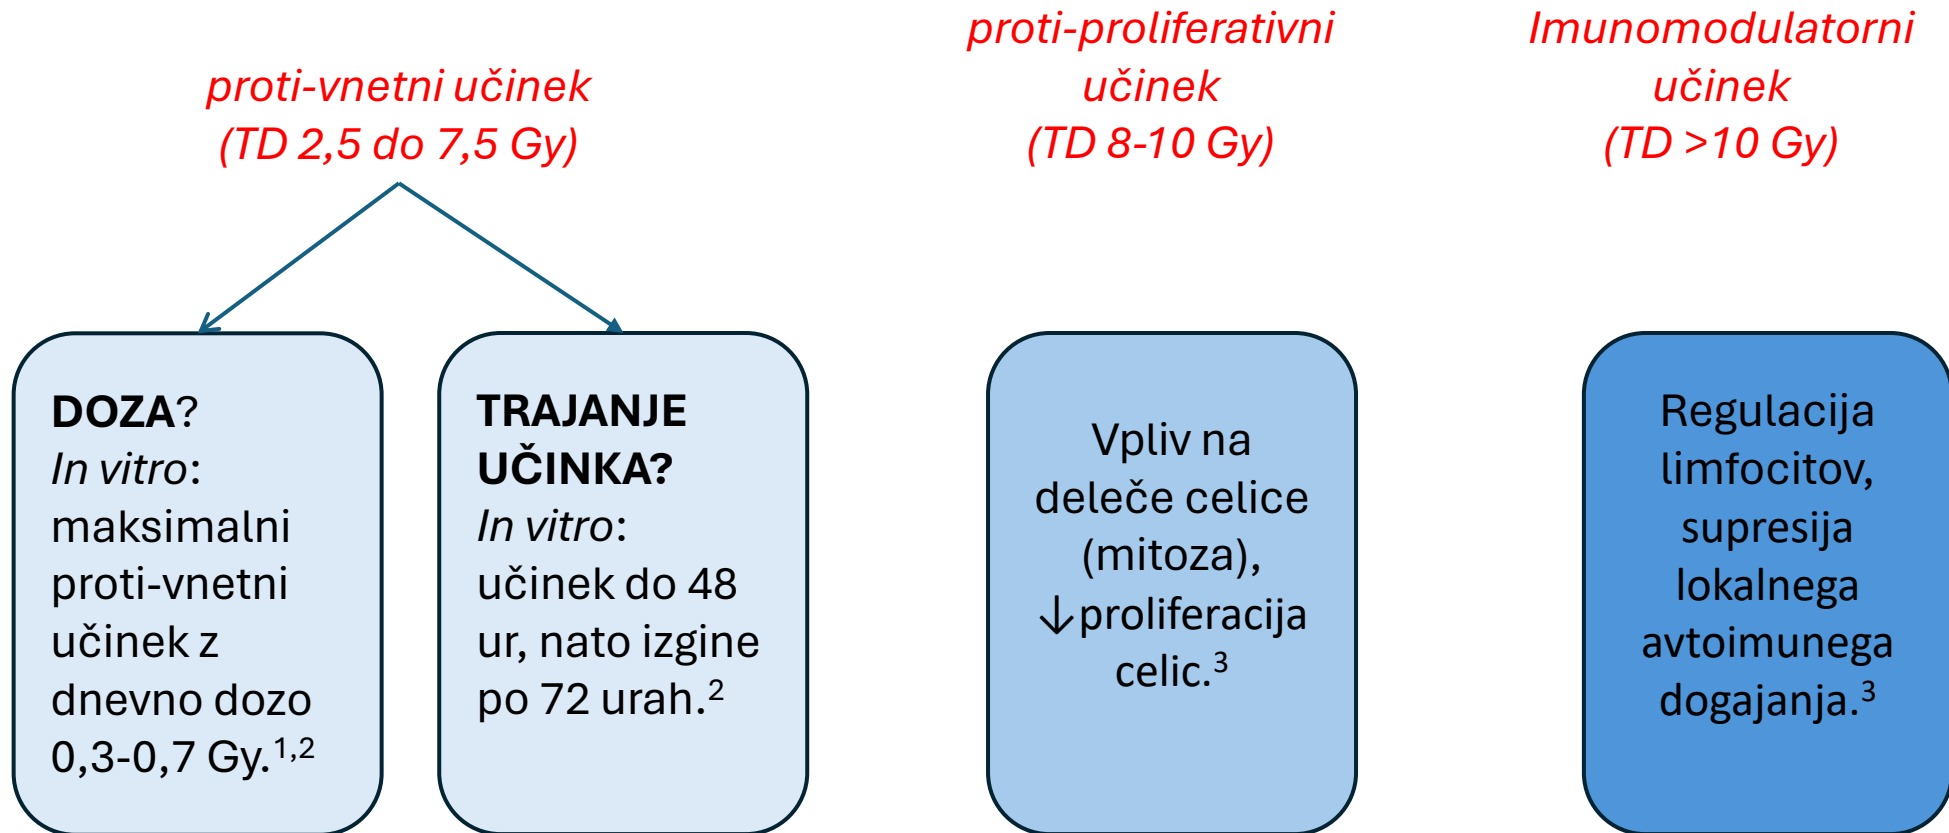 proti-vnetni učinek
(TD 2,5 do 7,5 Gy)
proti-proliferativni
učinek
(TD 8-10 Gy)
Imunomodulatorni
učinek
(TD >10 Gy)
DOZA?
In vitro:
maksimalni
proti-vnetni
učinek z
dnevno dozo
0,3-0,7 Gy.¹,²
TRAJANJE
UČINKA?
In vitro:
učinek do 48
ur, nato izgine
po 72 urah.²
Vpliv na
deleče celice
(mitoza),
↓proliferacija
celic.³
Regulacija
limfocitov,
supresija
lokalnega
avtoimunega
dogajanja.³